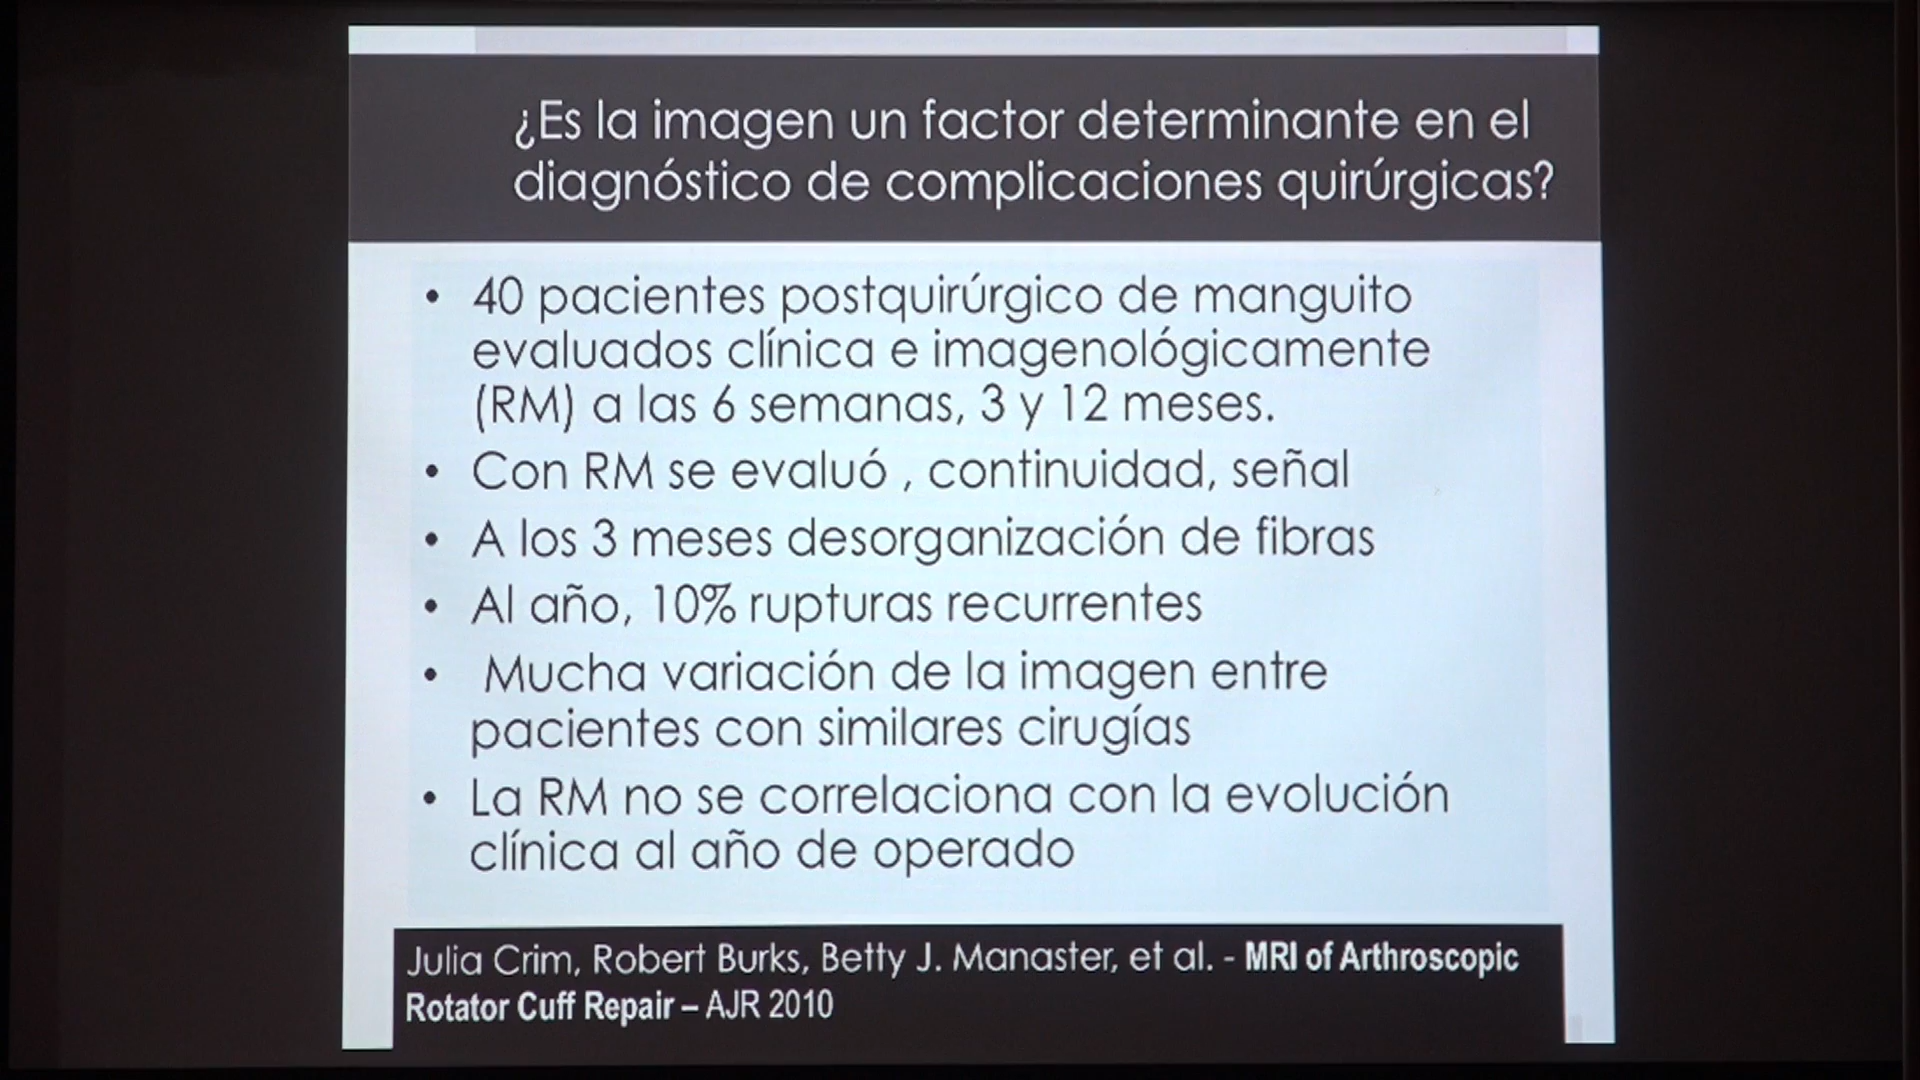 ¿Es la imagen un factor determinante en el
diagnóstico de complicaciones quirúrgicas?
• 40 pacientes postquirúrgico de manguito
evaluados clínica e imagenológicamente
(RM) a las 6 semanas, 3 y 12 meses.
• Con RM se evaluó , continuidad, señal
• A los 3 meses desorganización de fibras
• Al año, 10% rupturas recurrentes
• Mucha variación de la imagen entre
pacientes con similares cirugías
• La RM no se correlaciona con la evolución
clínica al año de operado
Julia Crim, Robert Burks, Betty J. Manaster, et al. - MRI of Arthroscopic
Rotator Cuff Repair – AJR 2010